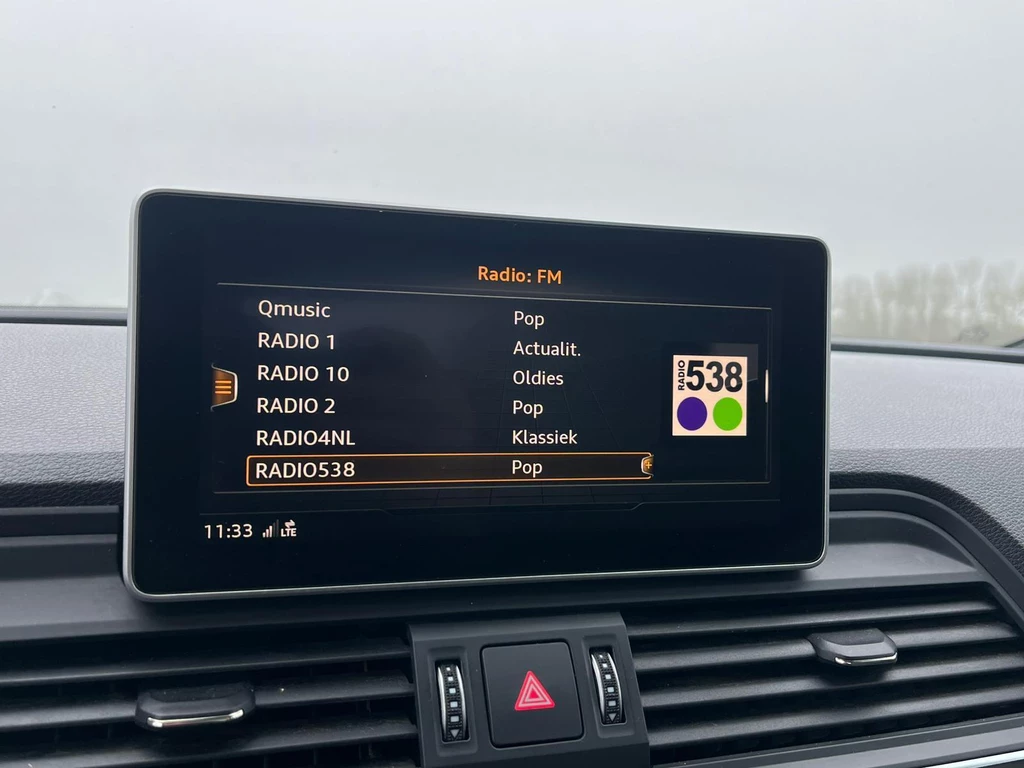 Radio: FM
Qmusic Pop
RADIO 1 Actualit.
RADIO 10 Oldies
RADIO 2 Pop
RADIO4NL Klassiek
RADIO538 Pop
RADIO 538
11:33 LTE